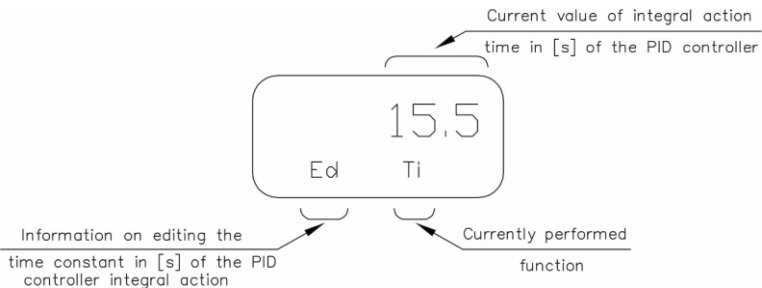 Current value of integral action
time in [s] of the PID controller
15.5
Ed Ti
Information on editing the
time constant in [s] of the PID
controller integral action
Currently performed
function